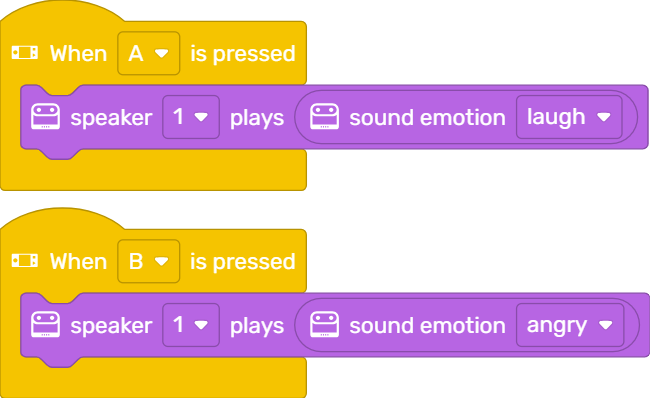 When A is pressed
speaker 1 plays sound emotion laugh
When B is pressed
speaker 1 plays sound emotion angry